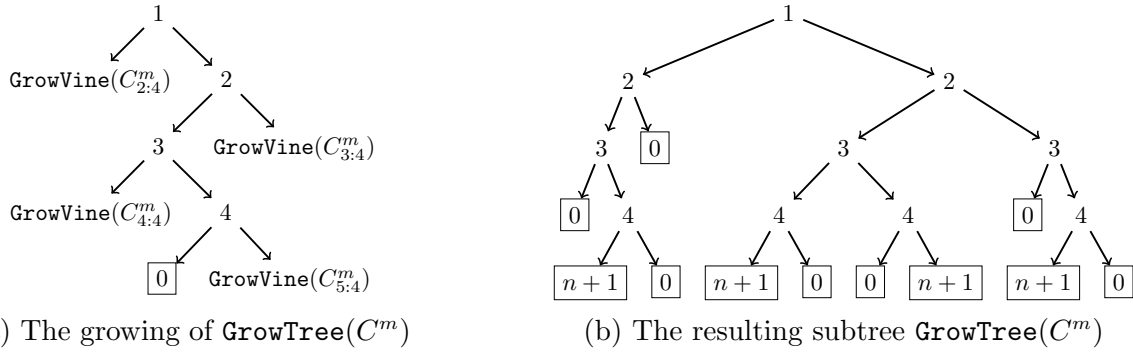 1
1
GrowVine(C^m_{2:4})
2
2
2
3
GrowVine(C^m_{3:4})
3
0
3
3
GrowVine(C^m_{4:4})
4
0
4
4
4
0
4
0
GrowVine(C^m_{5:4})
n + 1
0
n + 1
0
0
n + 1
n + 1
0
) The growing of GrowTree(C^m)
(b) The resulting subtree GrowTree(C^m)